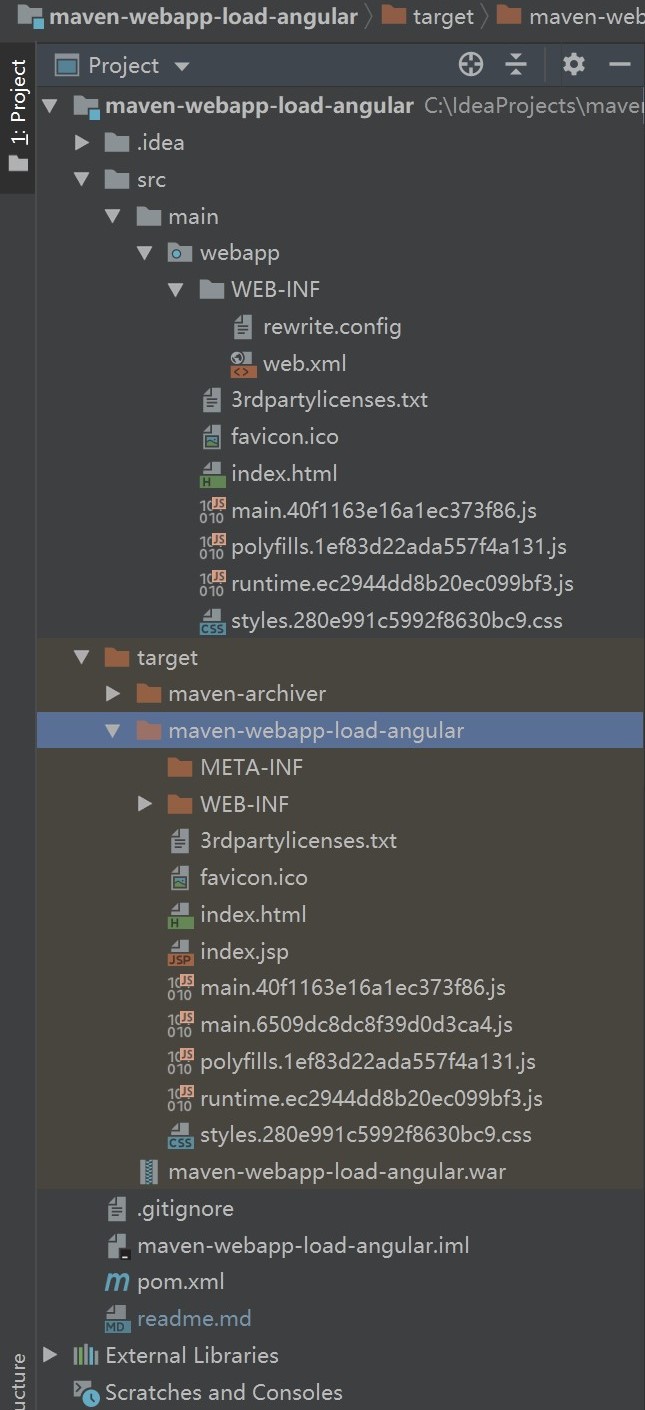 maven-webapp-load-angular target maven-web
Project
1: Project
maven-webapp-load-angular C:\IdeaProjects\maver
.idea
src
main
webapp
WEB-INF
rewrite.config
web.xml
3rdpartylicenses.txt
favicon.ico
index.html
main.40f1163e16a1ec373f86.js
polyfills.1ef83d22ada557f4a131.js
runtime.ec2944dd8b20ec099bf3.js
styles.280e991c5992f8630bc9.css
target
maven-archiver
maven-webapp-load-angular
META-INF
WEB-INF
3rdpartylicenses.txt
favicon.ico
index.html
index.jsp
main.40f1163e16a1ec373f86.js
main.6509dc8dc8f39d0d3ca4.js
polyfills.1ef83d22ada557f4a131.js
runtime.ec2944dd8b20ec099bf3.js
styles.280e991c5992f8630bc9.css
maven-webapp-load-angular.war
.gitignore
maven-webapp-load-angular.iml
pom.xml
readme.md
External Libraries
Scratches and Consoles
ucture